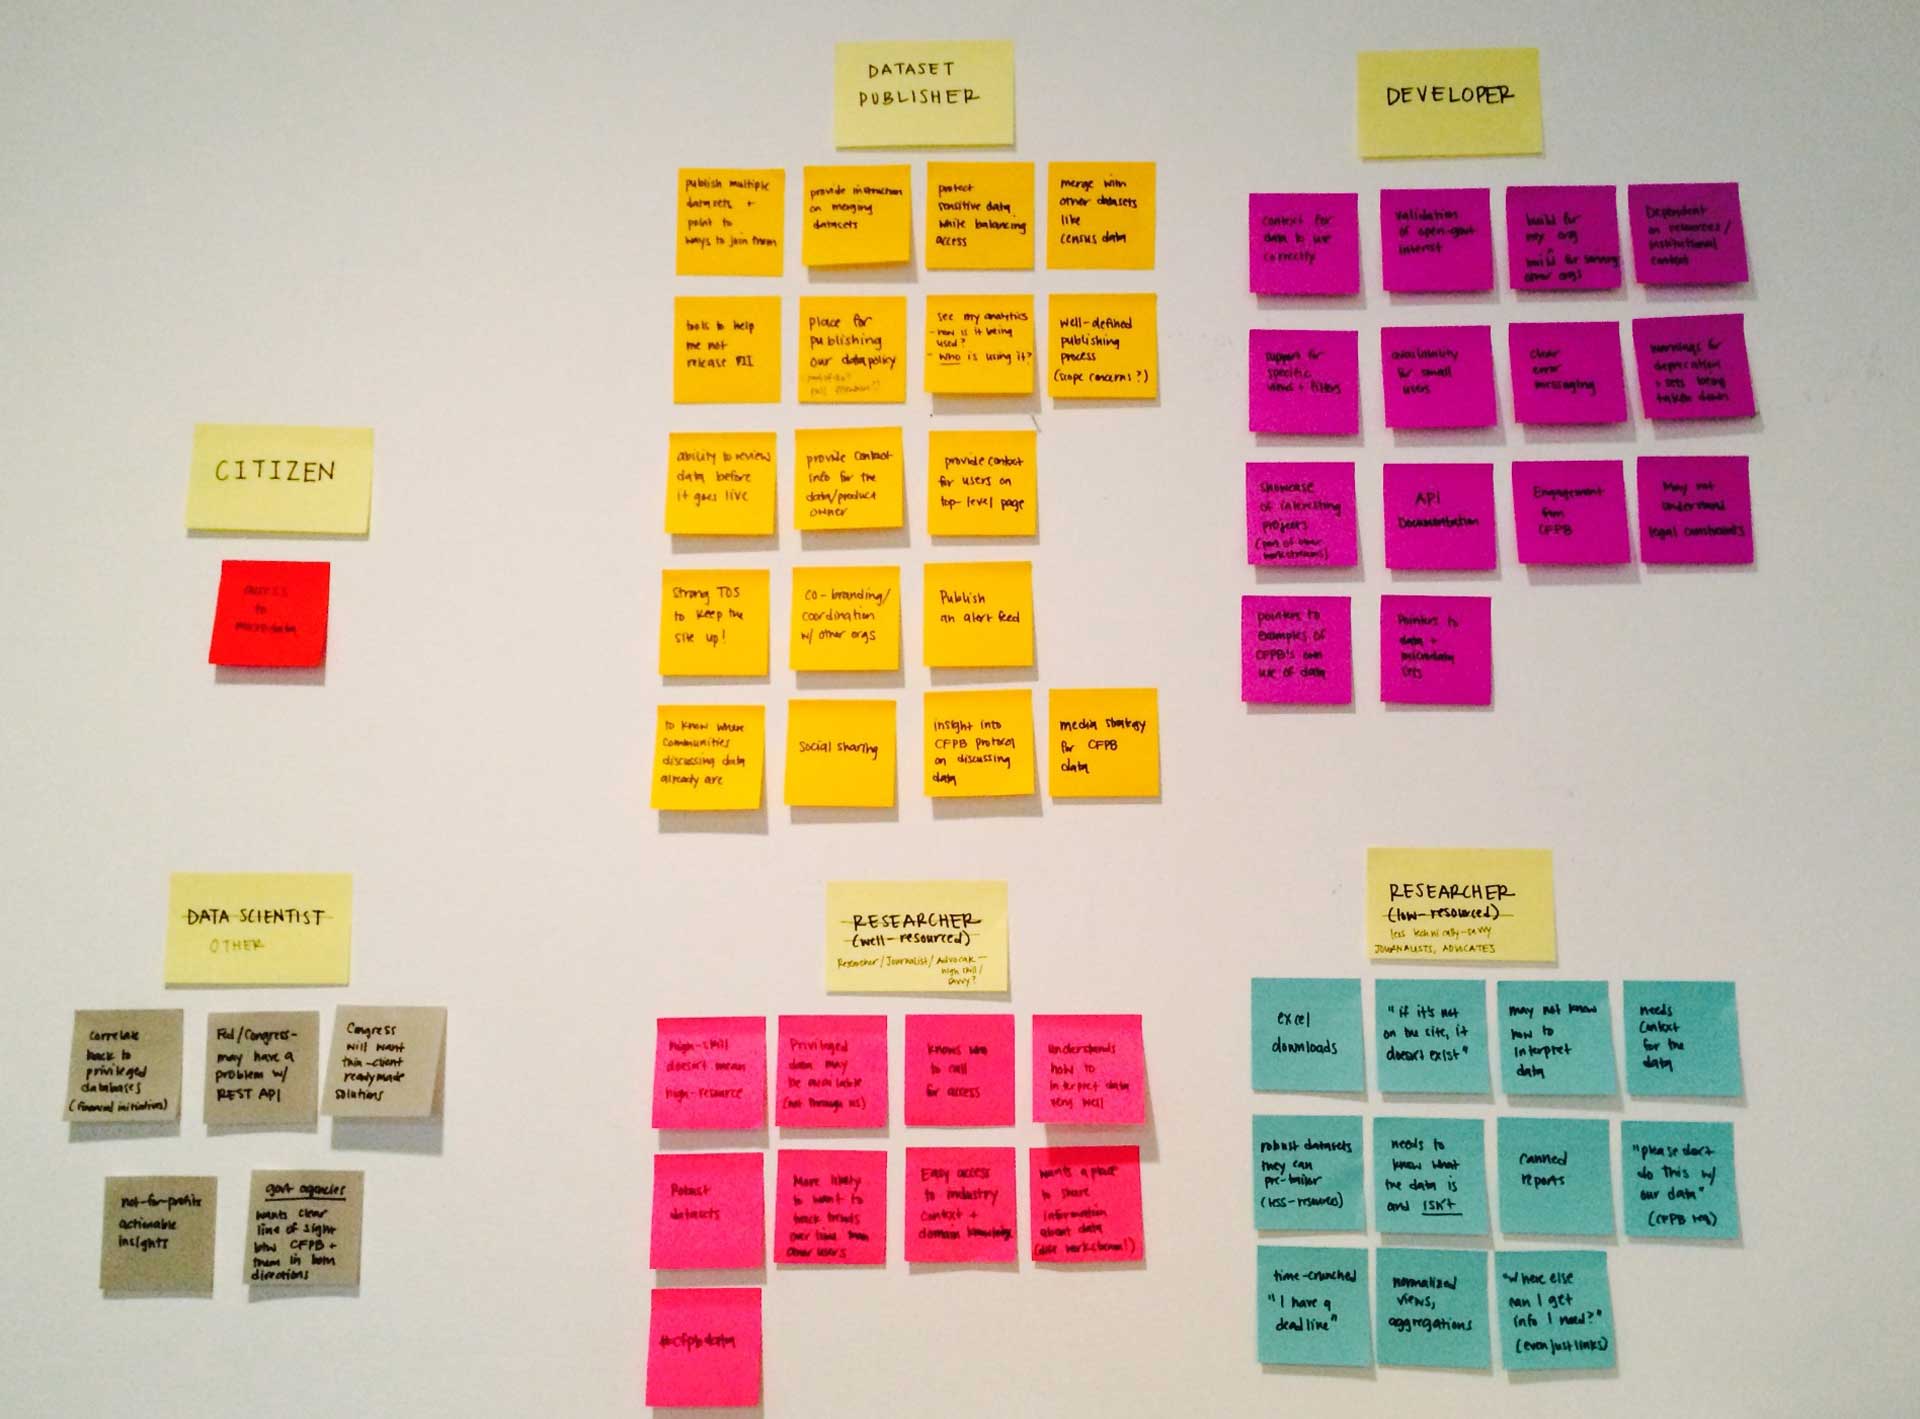 DATASET
PUBLISHER
publish multiple
datasets +
point to
ways to join them
provide instruction
on merging
datasets
protect
sensitive data
while balancing
access
merge with
other datasets
like
census data
tools to help
me not
release PII
place for
publishing
our data policy
see my analytics
- how is it being
used?
- who is using it?
well-defined
publishing
process
(scope concerns?)
ability to review
data before
it goes live
provide contact
info for the
data/product
owner
provide contact
for users on
top-level page
Strong TOS
to keep the
site up!
co-branding/
coordination
w/ other orgs
Publish
an alert feed
to know where
communities
discussing data
already are
social sharing
insight into
CFPB protocol
on discussing
data
media strategy
for CFPB
data
DEVELOPER
context for
data to use
correctly
validation
of open-govt
interest
build for
my org
build for serving
other orgs
Dependent
on resources/
institutional
context
support for
specific
views + filters
availability
for small
users
clear
error
messaging
warnings for
deprecation
+ sets being
taken down
showcase
of interesting
projects
(part of other
workstreams)
API
Documentation
Engagement
from
CFPB
May not
understand
legal constraints
pointers to
examples of
CFPB's own
use of data
Pointers to
data +
microdata
sets
CITIZEN
access
to
microdata
DATA SCIENTIST
OTHER
correlate
back to
privileged
databases
(financial initiatives)
Fed/Congress-
may have a
problem w/
REST API
Congress
will want
thin-client
readymade
solutions
not-for-profits
actionable
insights
govt agencies
wants clear
line of sight
btw CFPB +
them in both
directions
RESEARCHER
(well-resourced)
Researcher/Journalist/Advocate -
high skill/
savvy?
high-skill
doesn't mean
high-resource
Privileged
data may
be available
(not through us)
knows who
to call
for access
understands
how to
interpret data
very well
Robust
datasets
More likely
to want to
track trends
over time than
other users
Easy access
to industry
context +
domain knowledge
wants a place
to share
information
about data
#cfpbdata
RESEARCHER
(low-resourced)
less technically-savvy
JOURNALISTS, ADVOCATES
excel
downloads
"if it's not
on the site, it
doesn't exist"
may not know
how to
interpret
data
needs
context
for the
data
robust datasets
they can
pre-tailor
(less-resources)
needs to
know what
the data is
and isn't
canned
reports
"please don't
do this w/
our data"
(CFPB req)
time-crunched
"I have a
deadline"
normalized
views,
aggregations
"Where else
can I get
info I need?"
(even just links)